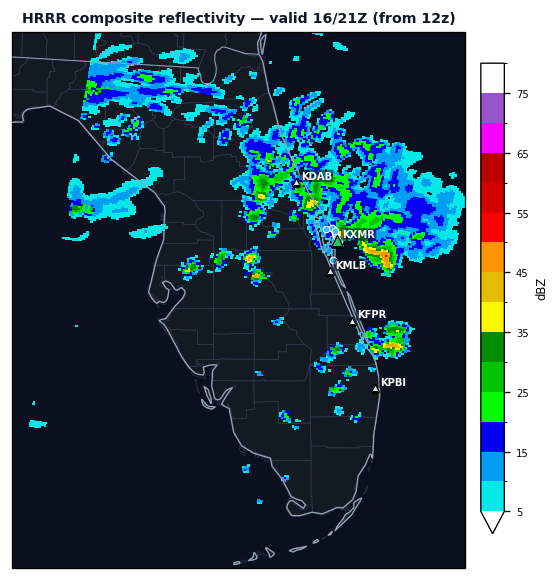 HRRR composite reflectivity — valid 16/21Z (from 12z)
KDAB
KXMR
KMLB
KFPR
KPBI
75
65
55
45
35
25
15
5
dBZ